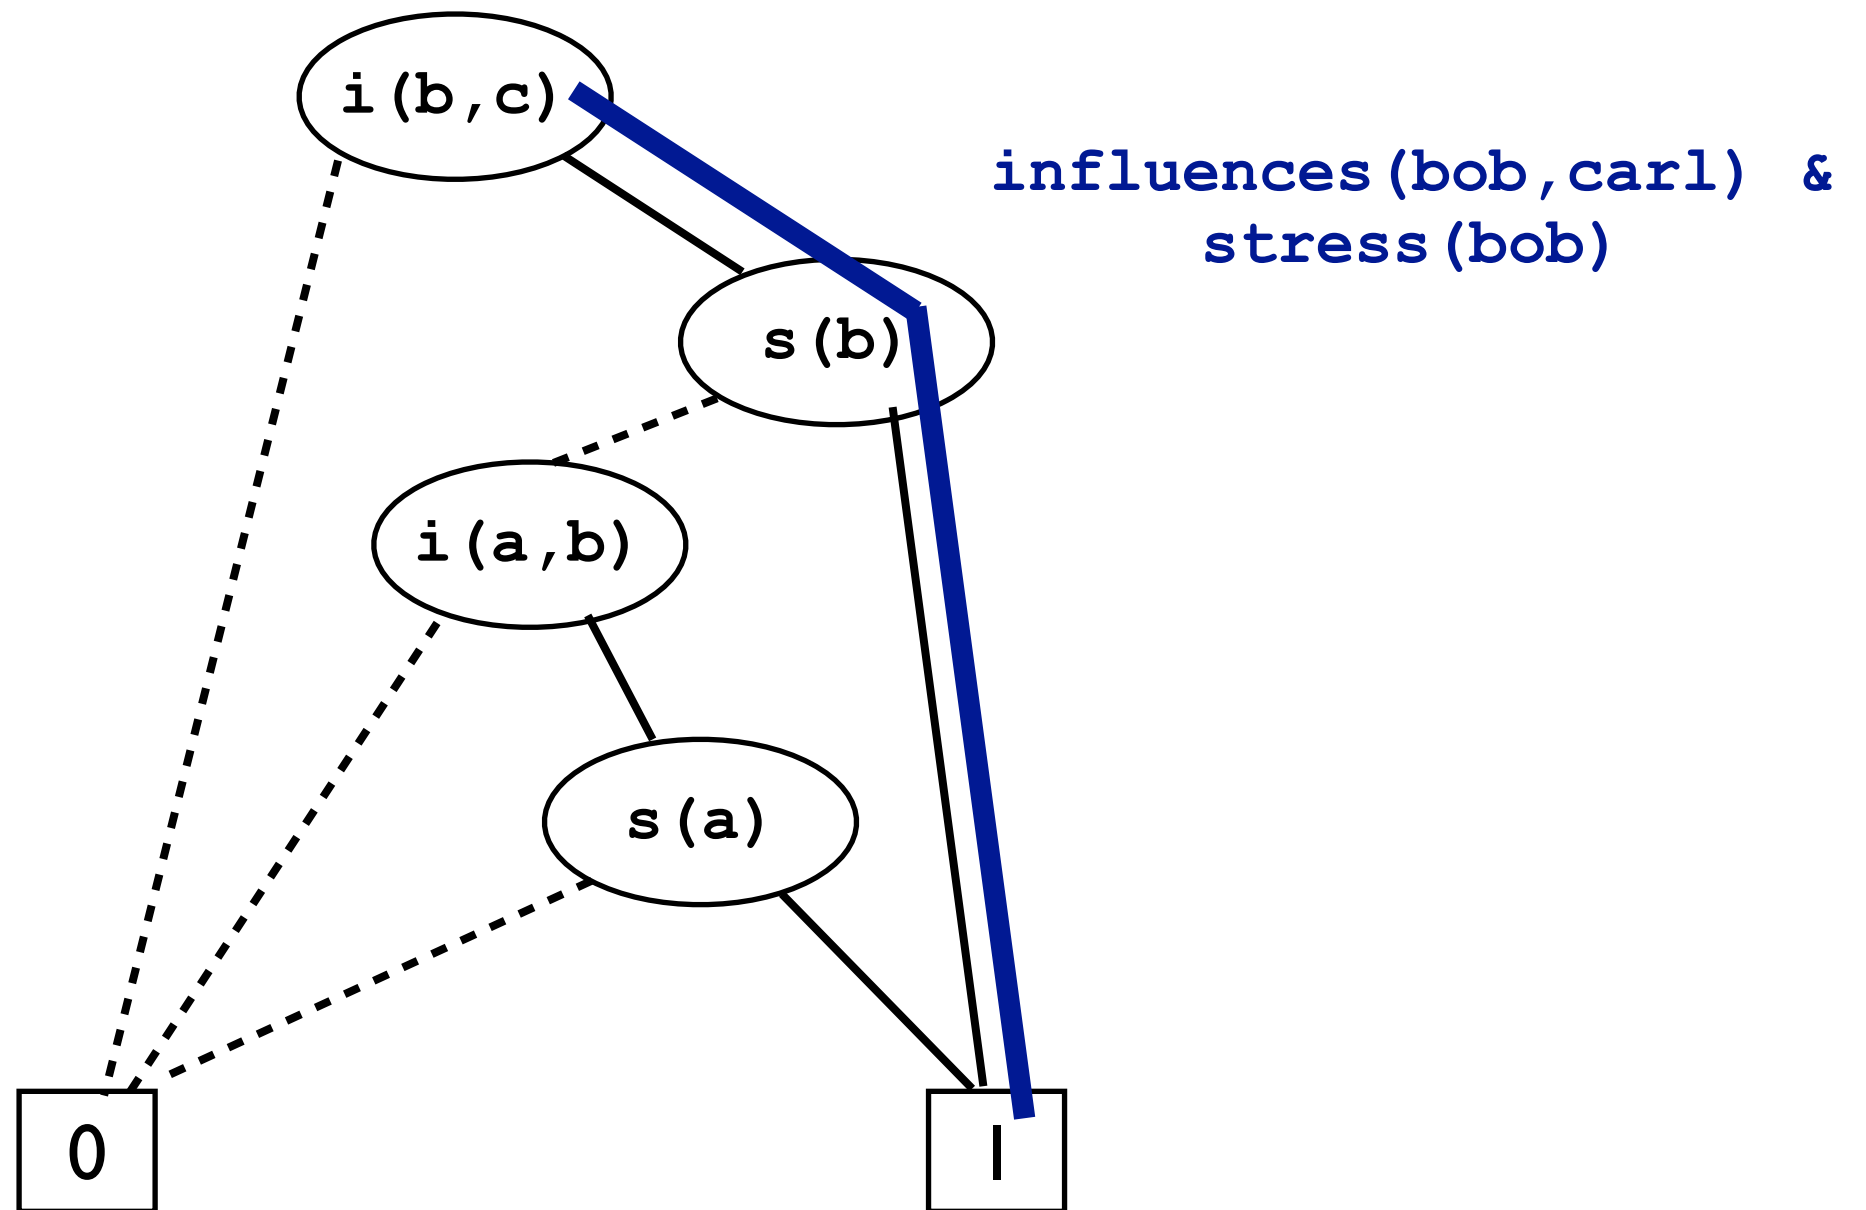 i(b,c)
influences(bob,carl) &
stress(bob)
s(b)
i(a,b)
s(a)
0
1